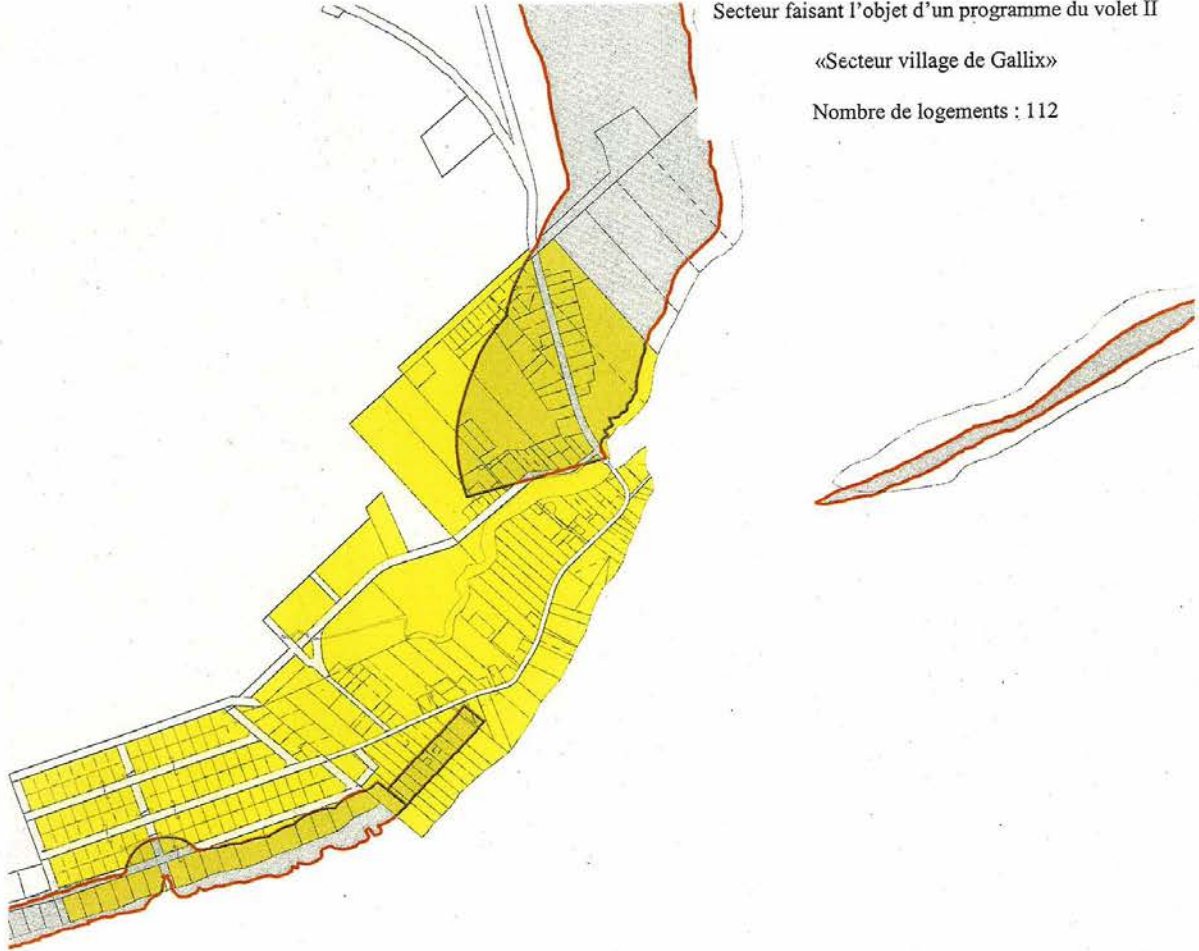 Secteur faisant l'objet d'un programme du volet II
«Secteur village de Gallix»
Nombre de logements : 112